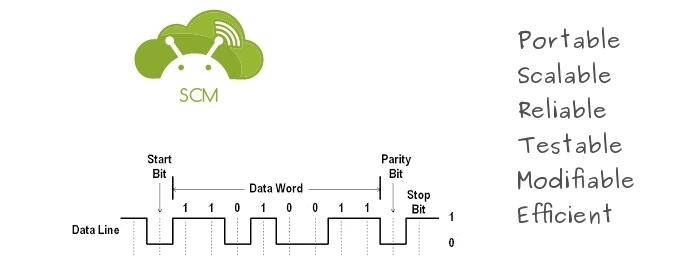 SCM
Portable
Scalable
Reliable
Testable
Modifiable
Efficient
Start
Bit
Data Word
Parity
Bit
Stop
Bit
1 1 0 1 0 0 1 1
Data Line
1
0